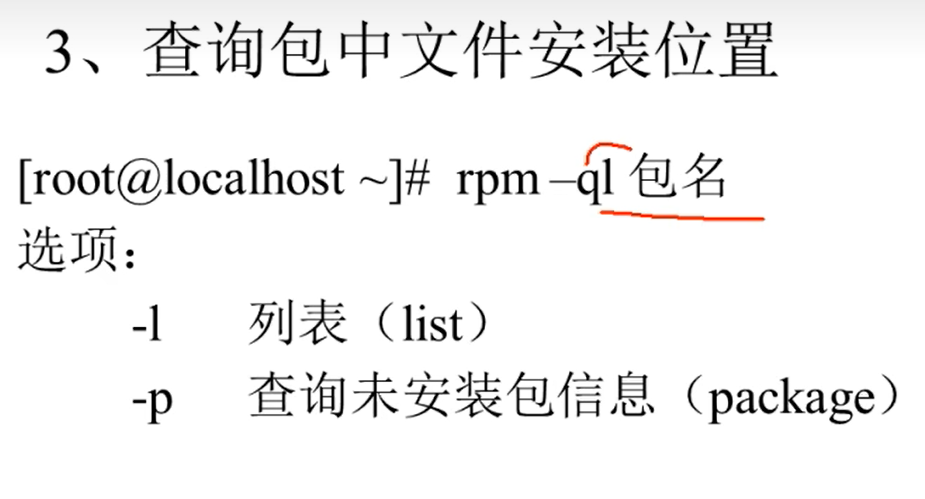 3、查询包中文件安装位置
[root@localhost ~]# rpm –ql 包名
选项：
-l 列表（list）
-p 查询未安装包信息（package）